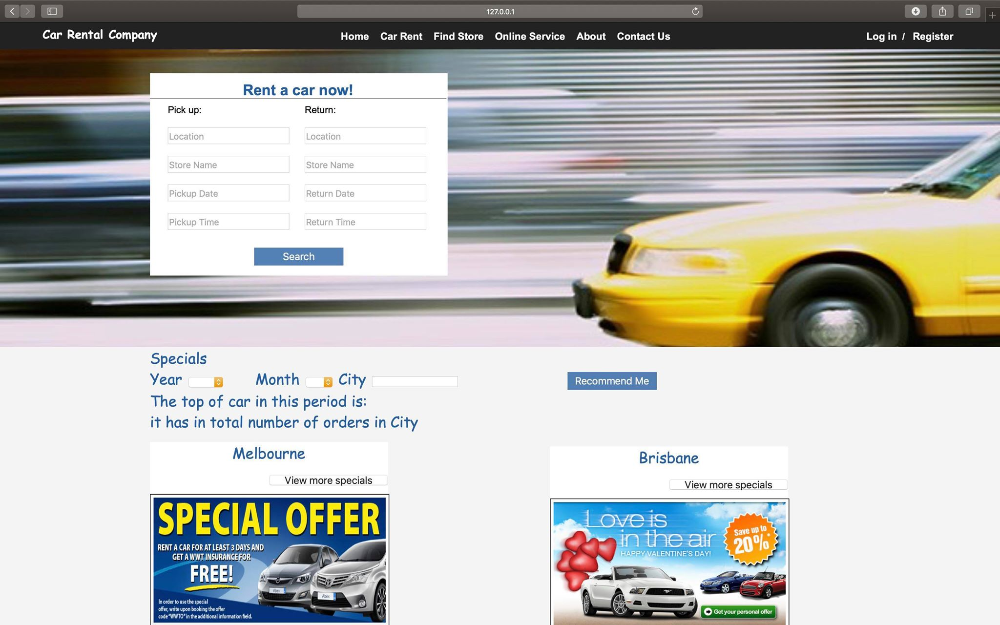 127.0.0.1
Car Rental Company
Home Car Rent Find Store Online Service About Contact Us
Log in / Register
Rent a car now!
Pick up: Return:
Location Location
Store Name Store Name
Pickup Date Return Date
Pickup Time Return Time
Search
Specials
Year Month City Recommend Me
The top of car in this period is:
it has in total number of orders in City
Melbourne
View more specials
SPECIAL OFFER
RENT A CAR FOR AT LEAST 3 DAYS AND
GET A WWT INSURANCE FOR
FREE!
In order to use the special
offer, write upon booking the offer
code "WWTO" in the additional information field.
Abex
Abex
Brisbane
View more specials
Love is
in the air
HAPPY VALENTINE'S DAY!
Save up to
20%*
Get your personal offer